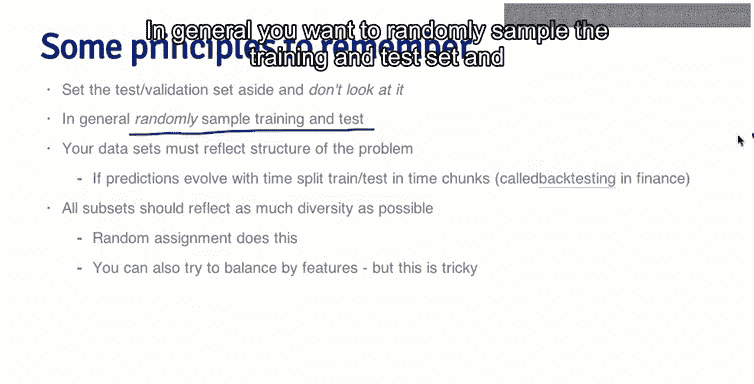 In general you want to randomly sample the
training and test set and
Some principles to remember
Set the test/validation set aside and don't look at it
In general randomly sample training and test
Your data sets must reflect structure of the problem
- If predictions evolve with time split train/test in time chunks (calledbacktesting in finance)
All subsets should reflect as much diversity as possible
- Random assignment does this
- You can also try to balance by features - but this is tricky